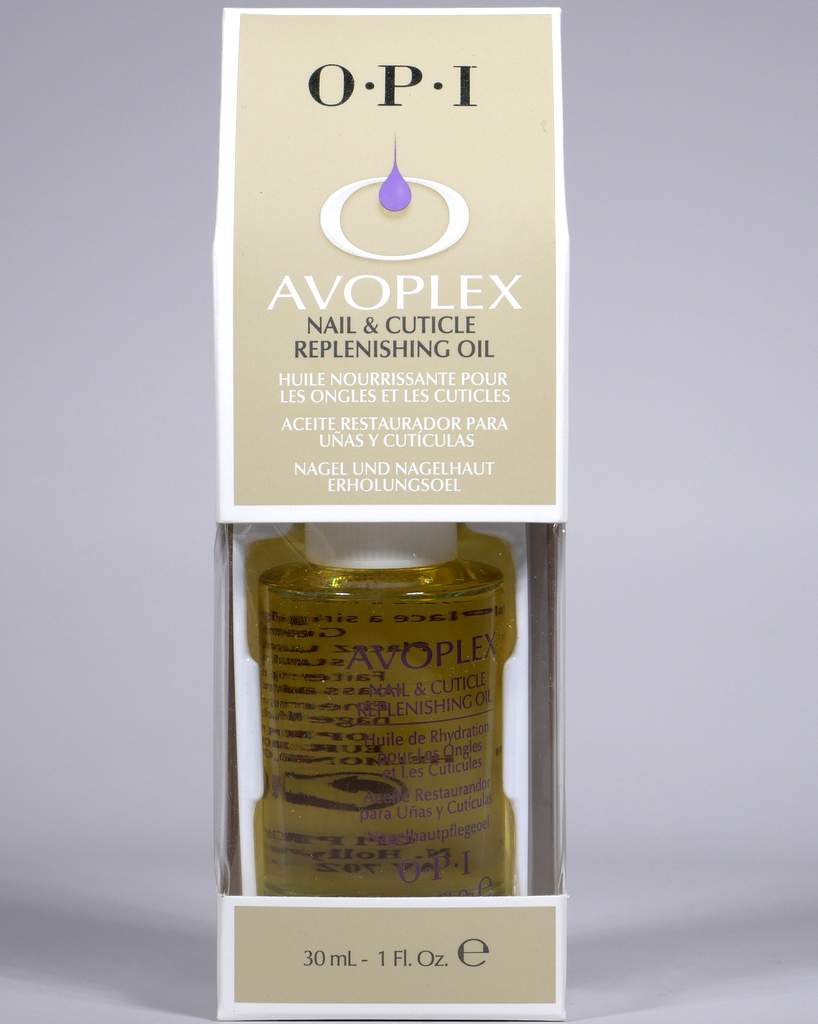 O·P·I
AVOPLEX
NAIL & CUTICLE
REPLENISHING OIL
HUILE NOURRISSANTE POUR
LES ONGLES ET LES CUTICLES
ACEITE RESTAURADOR PARA
UÑAS Y CUTÍCULAS
NAGEL UND NAGELHAUT
ERHOLUNGSOEL
AVOPLEX
NAIL & CUTICLE
REPLENISHING OIL
Huile de Rhydration
pour Les Ongles
et Les Cuticules
Aceite Restaurandor
para Uñas y Cutículas
Nagelhautpflegeoel
O·P·I
30 mL - 1 Fl. Oz. ℮